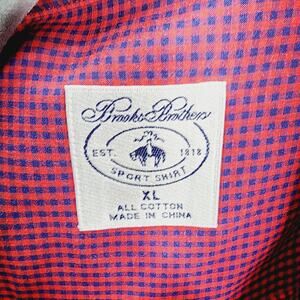 Brooks Brothers
EST. 1818
SPORT SHIRT
XL
ALL COTTON
MADE IN CHINA